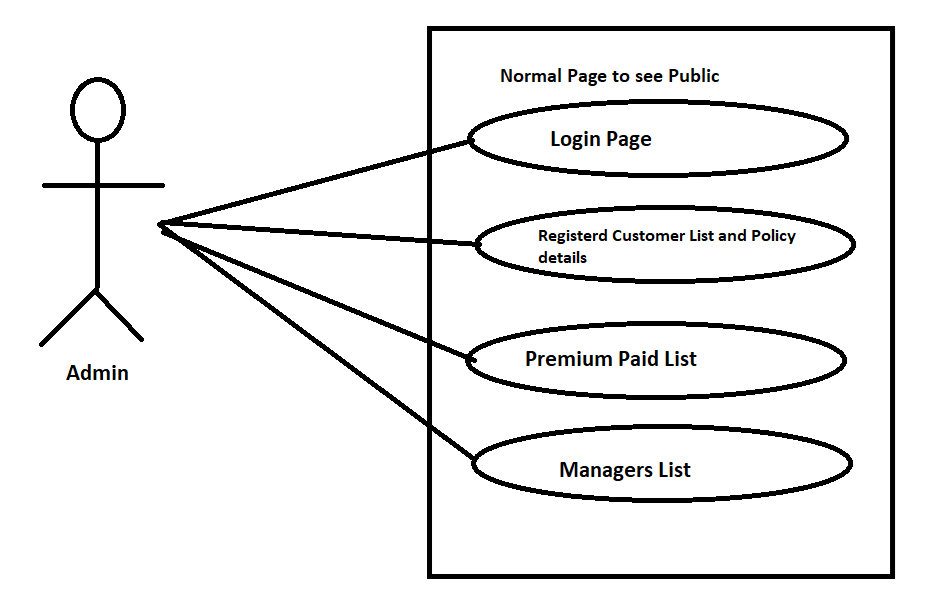 Normal Page to see Public
Login Page
Registerd Customer List and Policy
details
Premium Paid List
Admin
Managers List